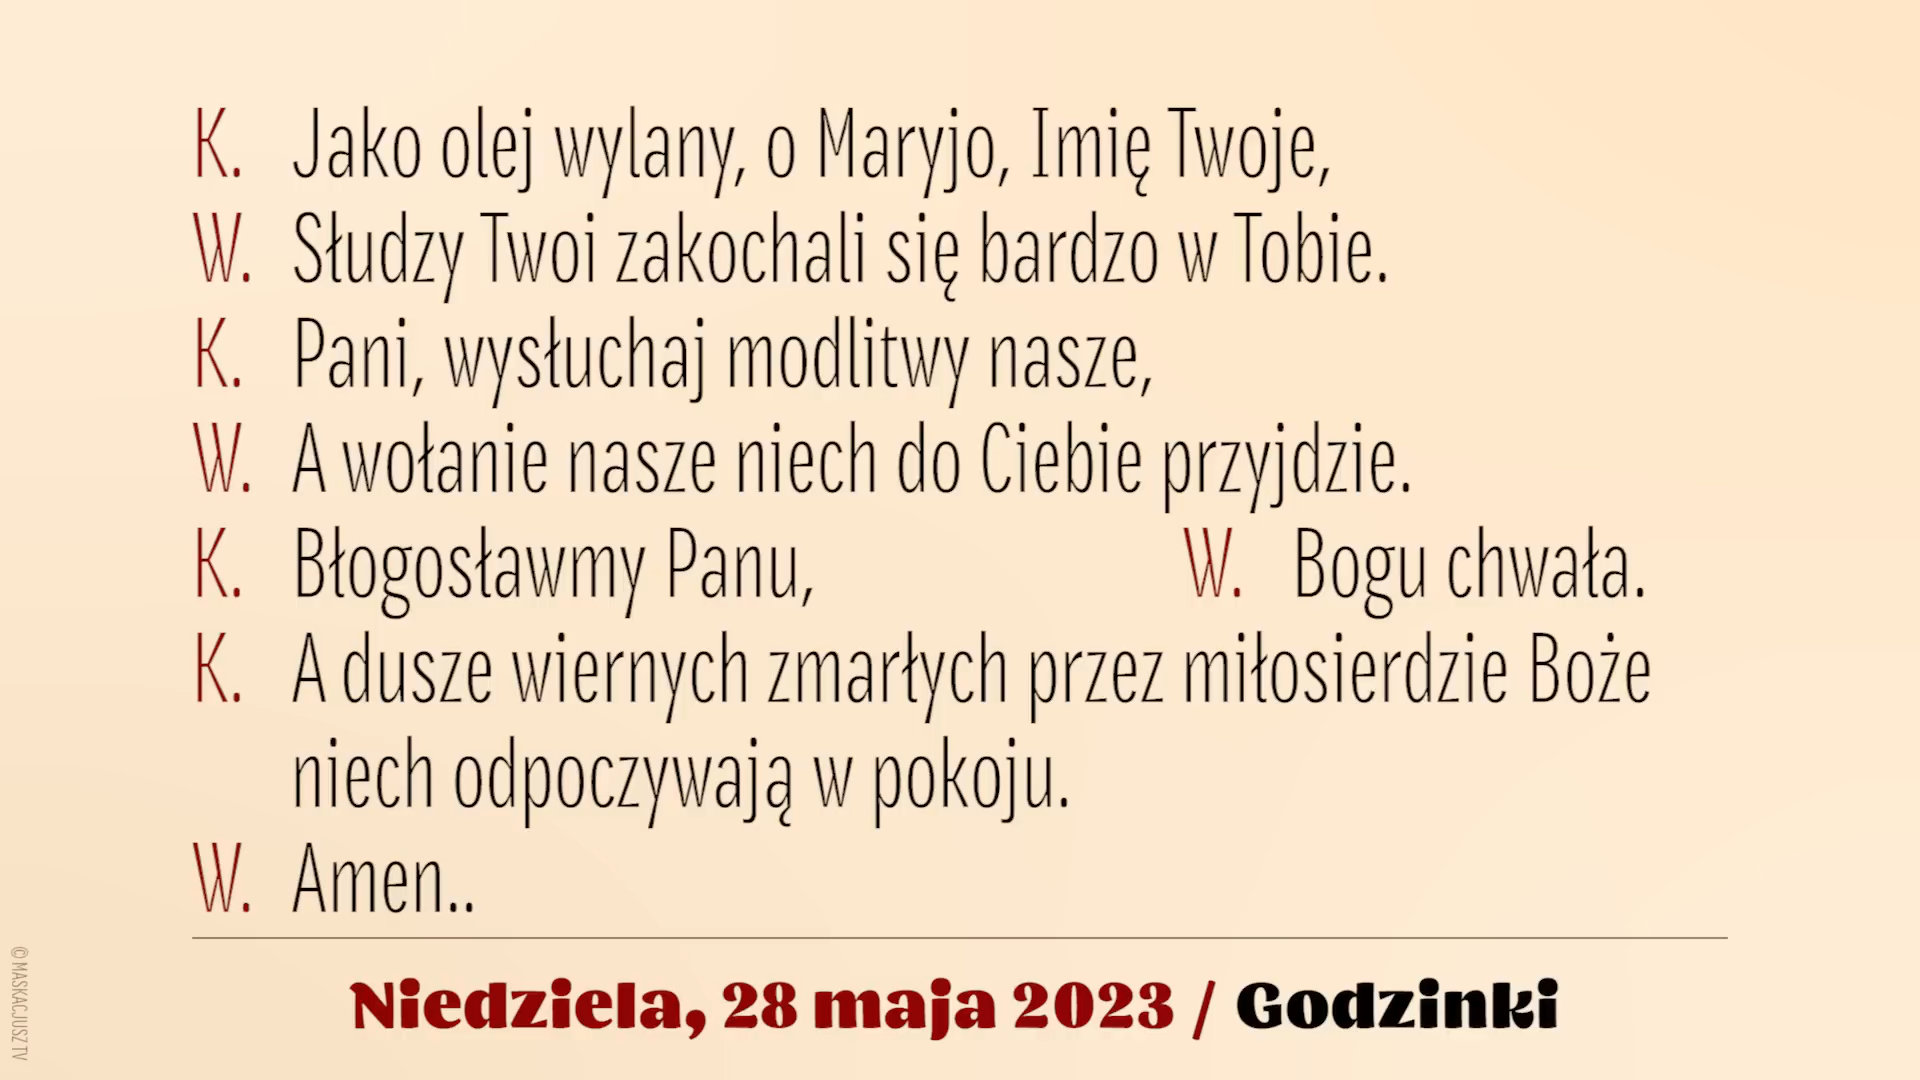 K. Jako olej wylany, o Maryjo, Imię Twoje,
W. Słudzy Twoi zakochali się bardzo w Tobie.
K. Pani, wysłuchaj modlitwy nasze,
W. A wołanie nasze niech do Ciebie przyjdzie.
K. Błogosławmy Panu, W. Bogu chwała.
K. A dusze wiernych zmarłych przez miłosierdzie Boże
niech odpoczywają w pokoju.
W. Amen..
Niedziela, 28 maja 2023 / Godzinki
© MASKACJUSZ TV